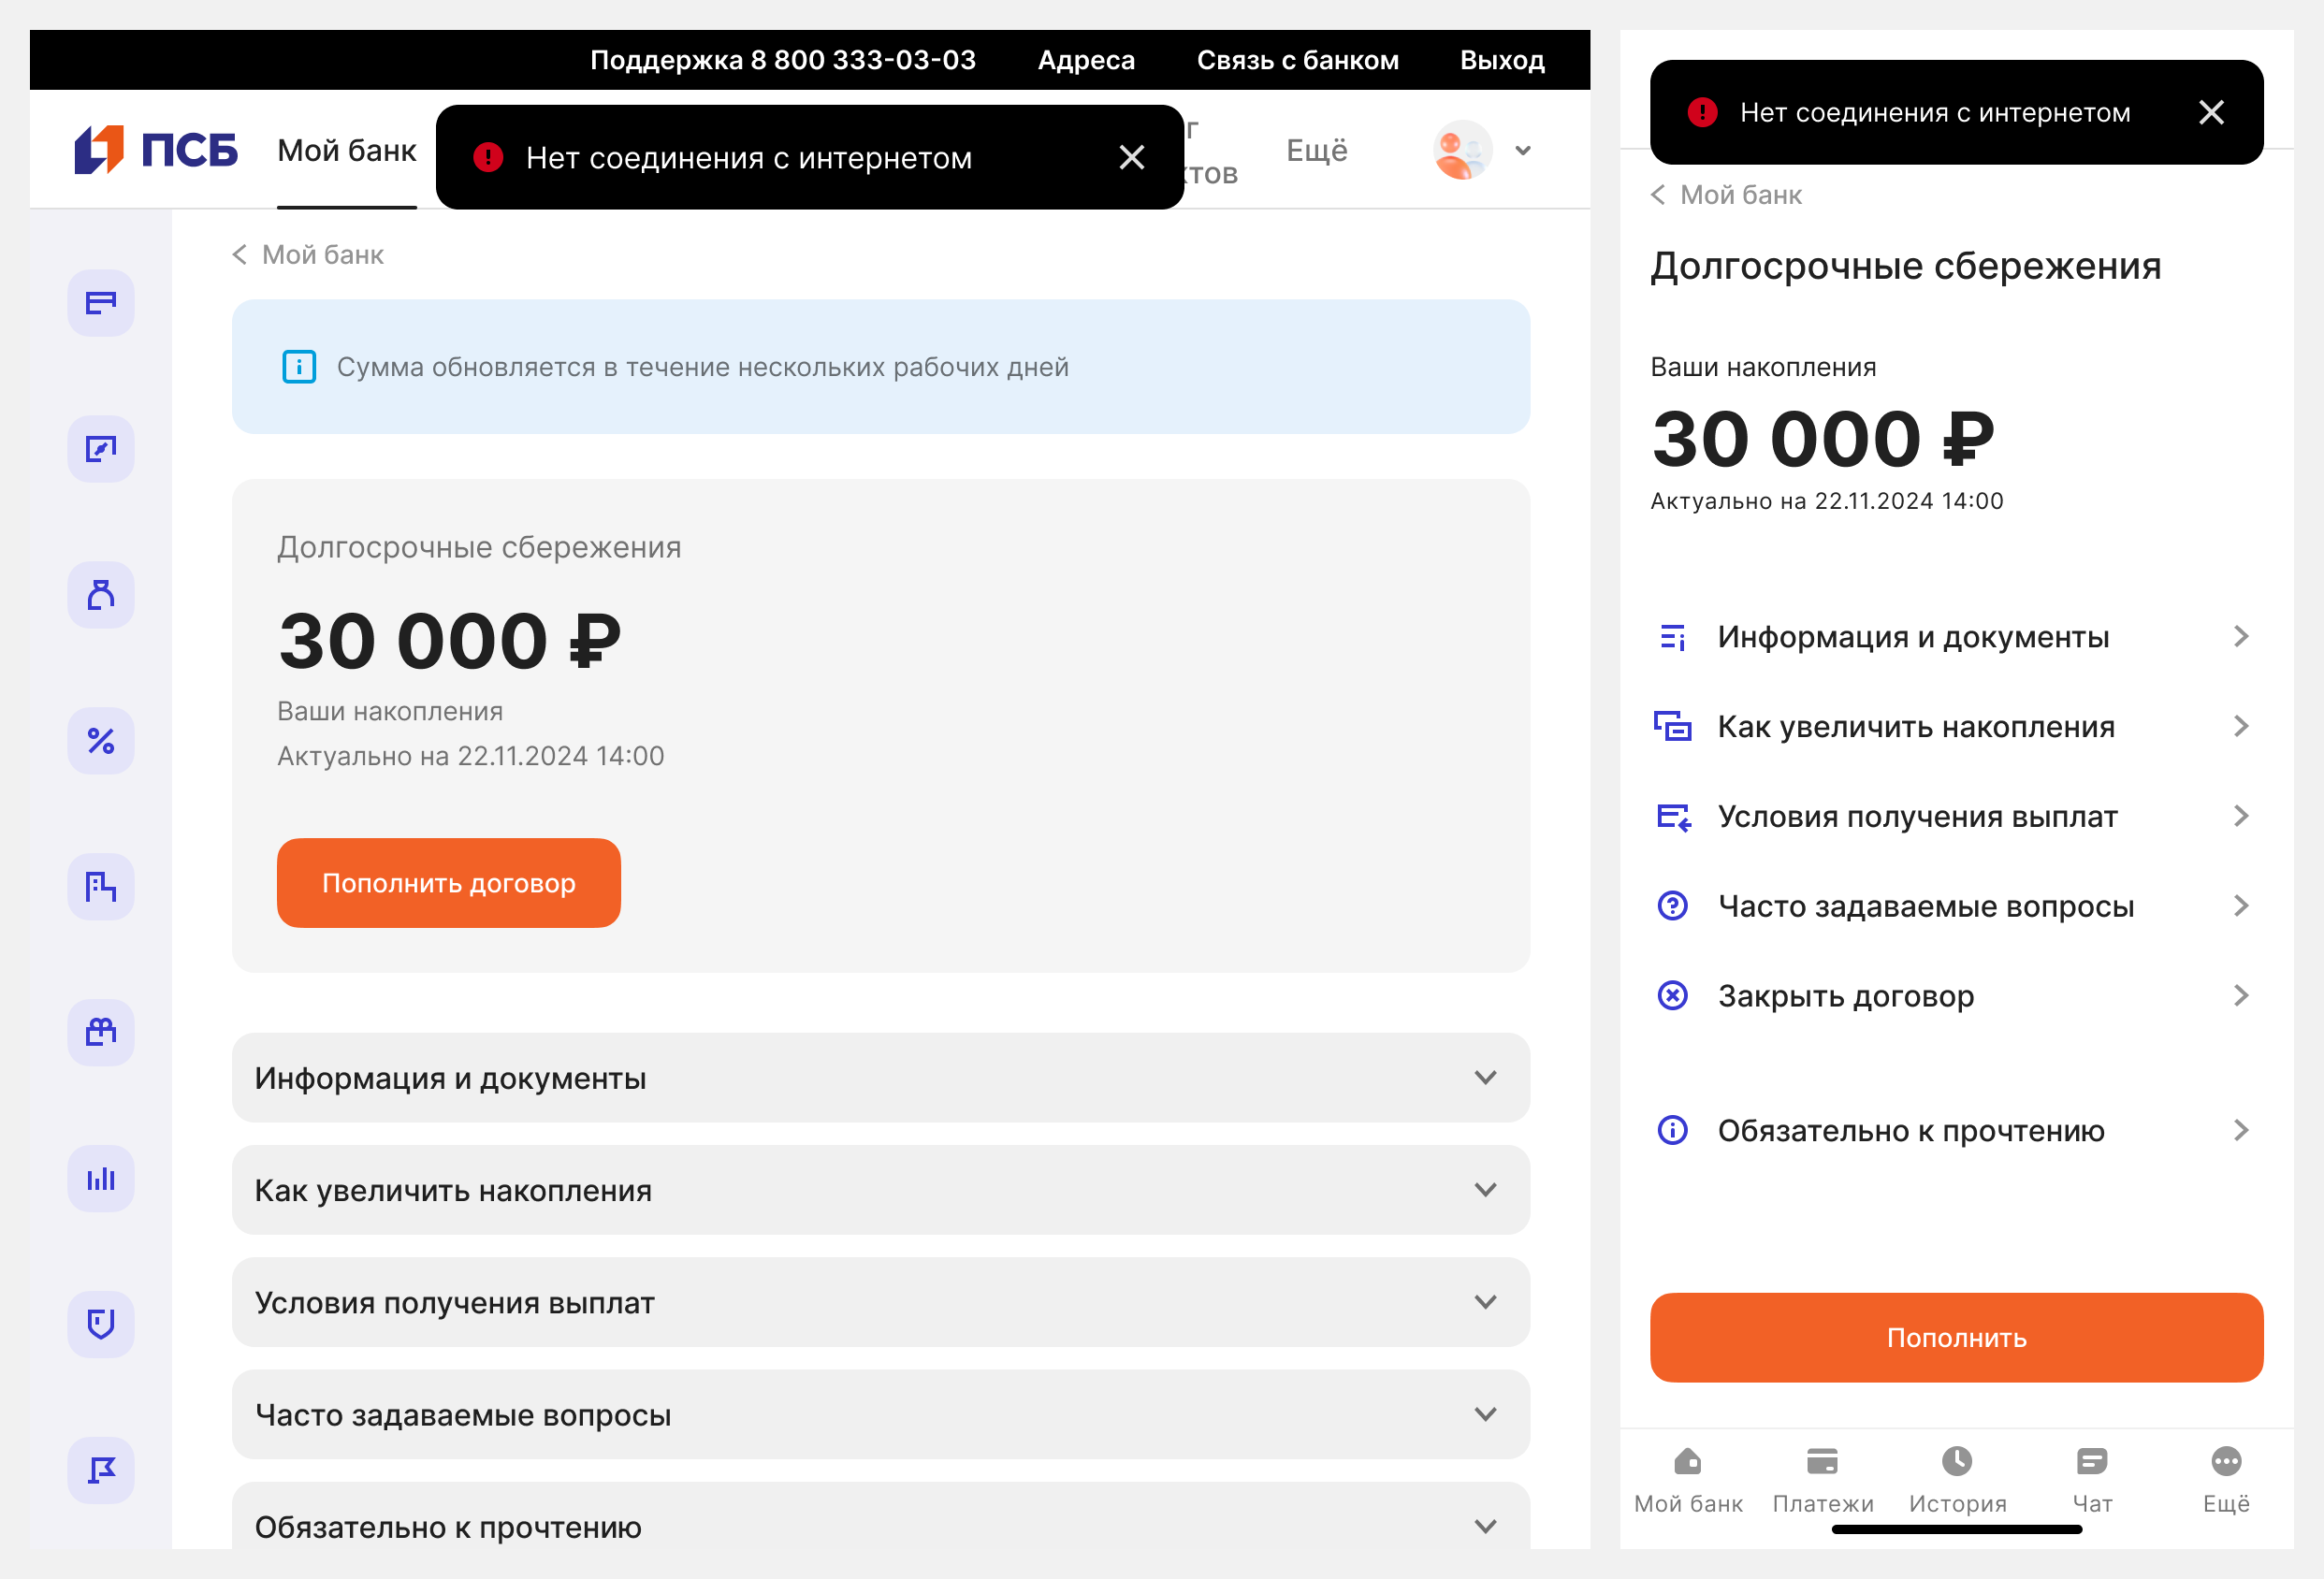 Поддержка 8 800 333-03-03 Адреса Связь с банком Выход
ПСБ Мой банк Ещё
Нет соединения с интернетом
Мой банк
Сумма обновляется в течение нескольких рабочих дней
Долгосрочные сбережения
30 000 ₽
Ваши накопления
Актуально на 22.11.2024 14:00
Пополнить договор
Информация и документы
Как увеличить накопления
Условия получения выплат
Часто задаваемые вопросы
Обязательно к прочтению
Нет соединения с интернетом
Мой банк
Долгосрочные сбережения
Ваши накопления
30 000 ₽
Актуально на 22.11.2024 14:00
Информация и документы
Как увеличить накопления
Условия получения выплат
Часто задаваемые вопросы
Закрыть договор
Обязательно к прочтению
Пополнить
Мой банк Платежи История Чат Ещё